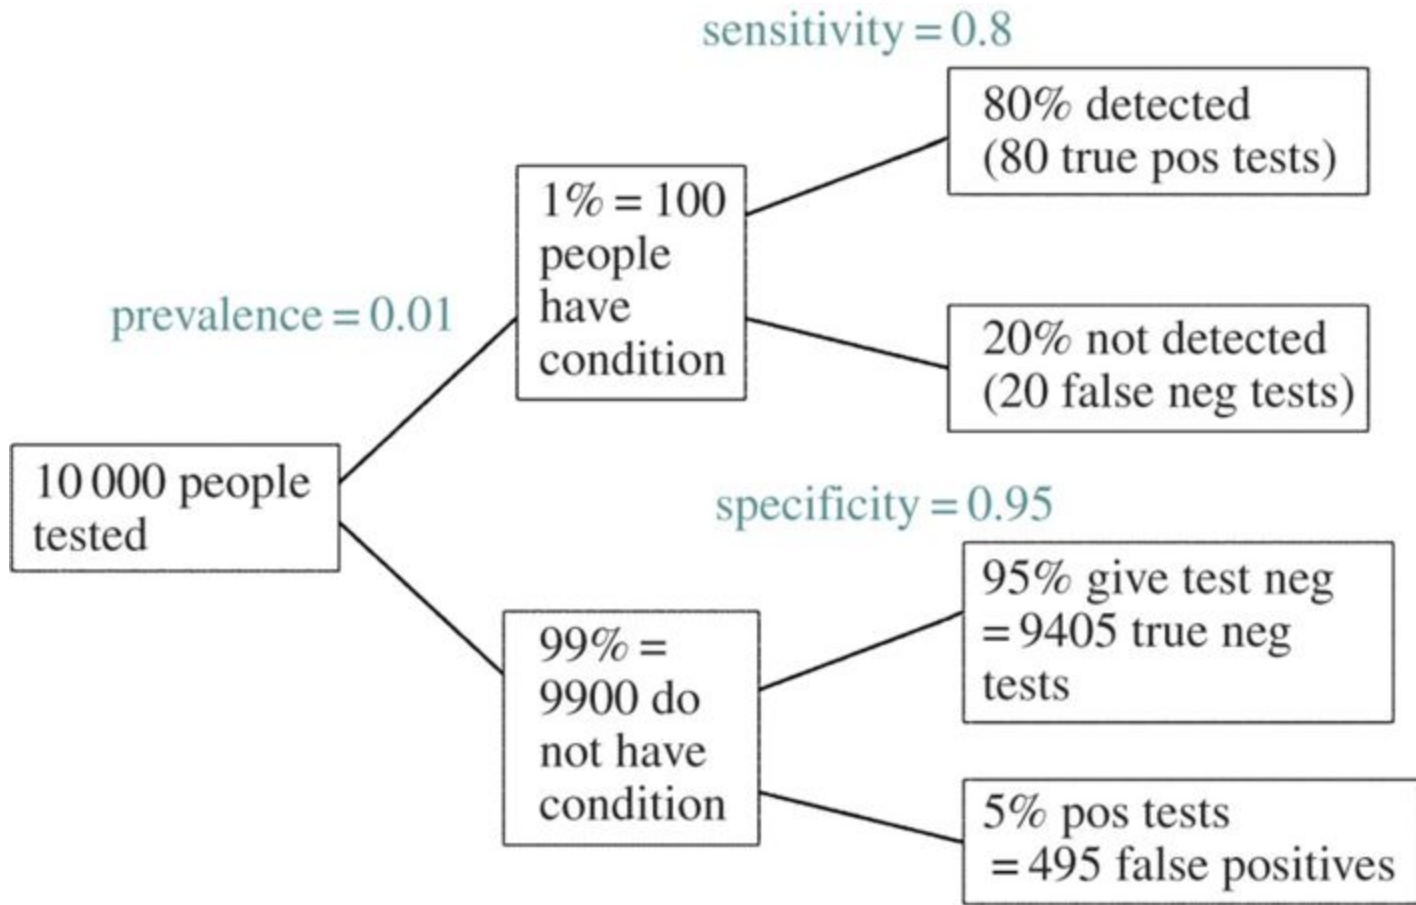 sensitivity = 0.8
80% detected
(80 true pos tests)
1% = 100
people
have
condition
prevalence = 0.01
20% not detected
(20 false neg tests)
10 000 people
tested
specificity = 0.95
95% give test neg
= 9405 true neg
tests
99% =
9900 do
not have
condition
5% pos tests
= 495 false positives